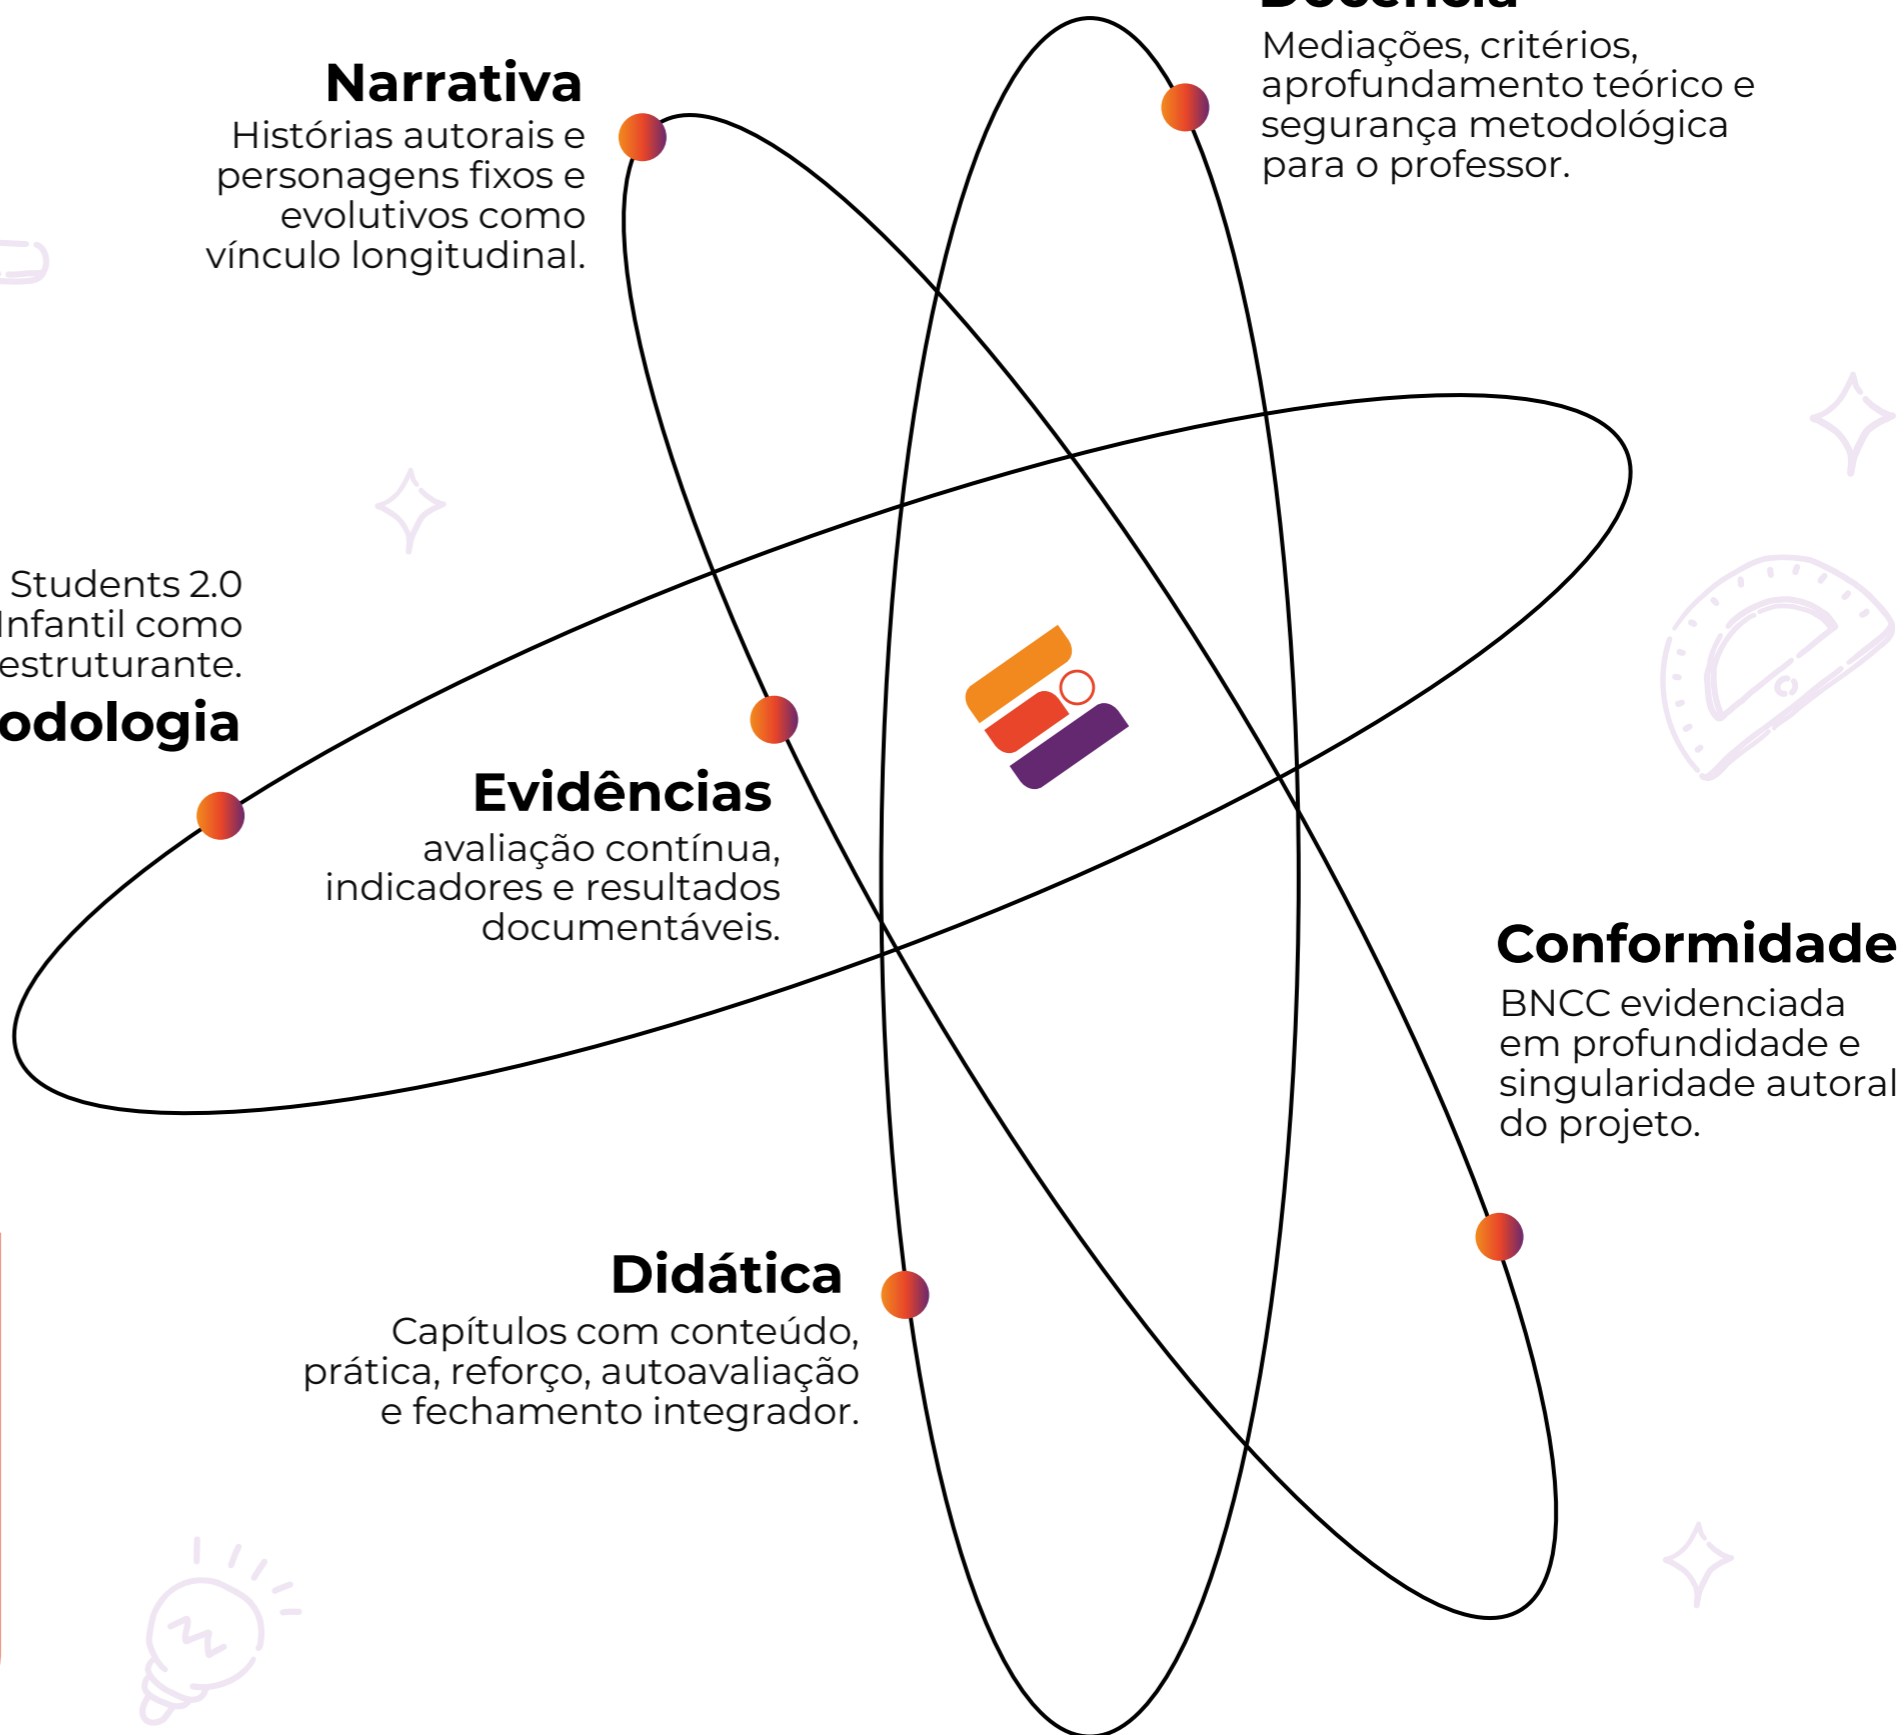 Docência
Mediações, critérios,
aprofundamento teórico e
segurança metodológica
para o professor.
Narrativa
Histórias autorais e
personagens fixos e
evolutivos como
vínculo longitudinal.
Students 2.0
Infantil como
estruturante.
odologia
Evidências
avaliação contínua,
indicadores e resultados
documentáveis.
Conformidade
BNCC evidenciada
em profundidade e
singularidade autoral
do projeto.
Didática
Capítulos com conteúdo,
prática, reforço, autoavaliação
e fechamento integrador.